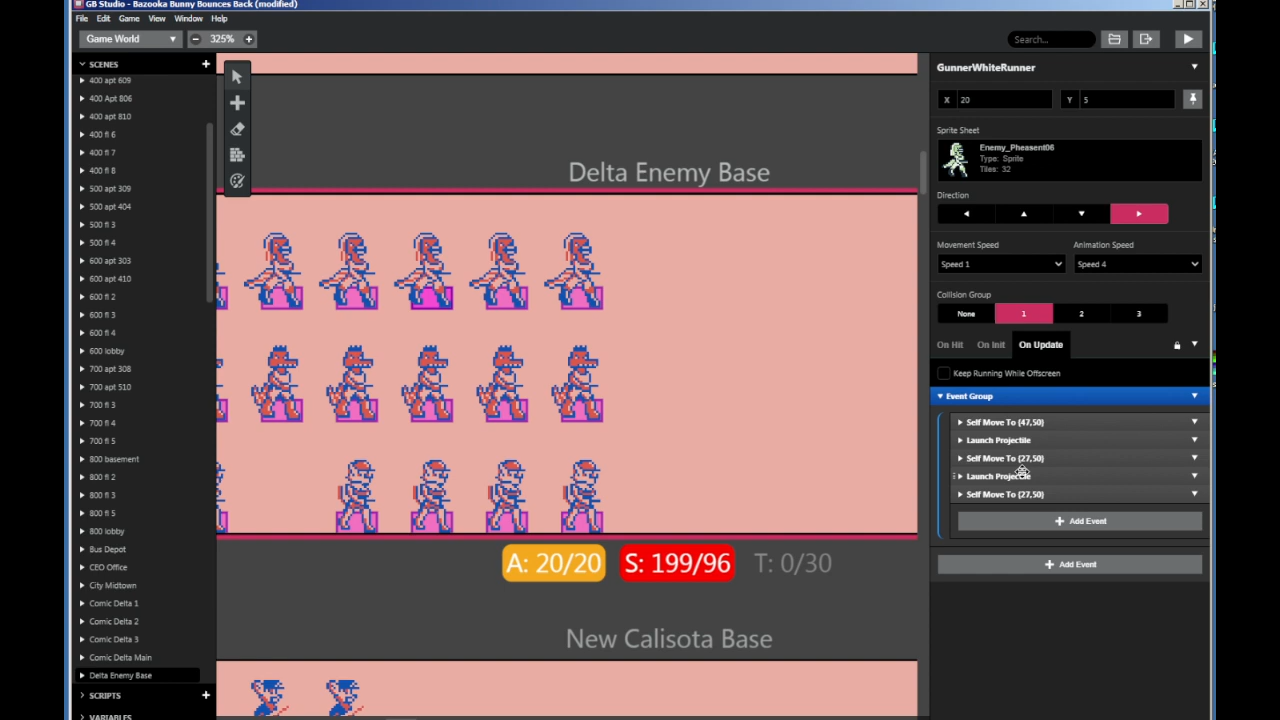 GB Studio - Bazooka Bunny Bounces Back (modified)
File Edit Game View Window Help
Game World
325%
Search...
SCENES
400 apt 609
400 Apt 806
400 apt 810
400 fl 6
400 fl 7
400 fl 8
500 apt 309
500 apt 404
500 fl 3
500 fl 4
600 apt 303
600 apt 410
600 fl 2
600 fl 3
600 fl 4
600 lobby
700 apt 308
700 apt 510
700 fl 3
700 fl 4
700 fl 5
800 basement
800 fl 2
800 fl 3
800 fl 5
800 lobby
Bus Depot
CEO Office
City Midtown
Comic Delta 1
Comic Delta 2
Comic Delta 3
Comic Delta Main
Delta Enemy Base
SCRIPTS
VARIABLES
Delta Enemy Base
A: 20/20 S: 199/96 T: 0/30
New Calisota Base
GunnerWhiteRunner
X 20 Y 5
Sprite Sheet
Enemy_Pheasent06
Type: Sprite
Tiles: 32
Direction
Movement Speed Animation Speed
Speed 1 Speed 4
Collision Group
None 1 2 3
On Hit On Init On Update
Keep Running While Offscreen
Event Group
Self Move To (47,50)
Launch Projectile
Self Move To (27,50)
Launch Projectile
Self Move To (27,50)
Add Event
Add Event